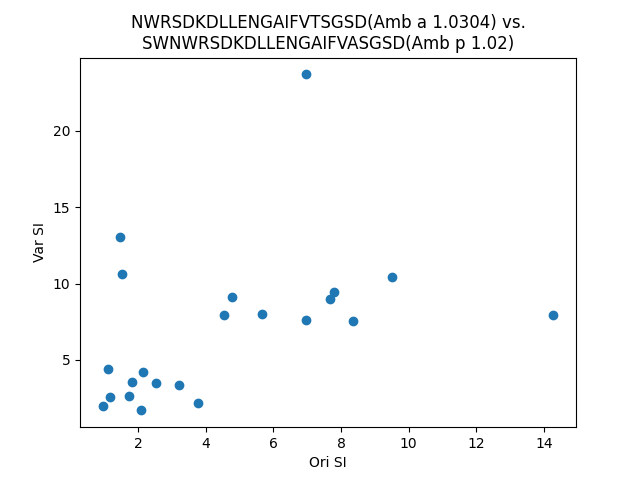 NWRSDKDLLENGAIFVTSGSD(Amb a 1.0304) vs.
SWNWRSDKDLLENGAIFVASGSD(Amb p 1.02)
20
15
10
5
Var SI
2 4 6 8 10 12 14
Ori SI